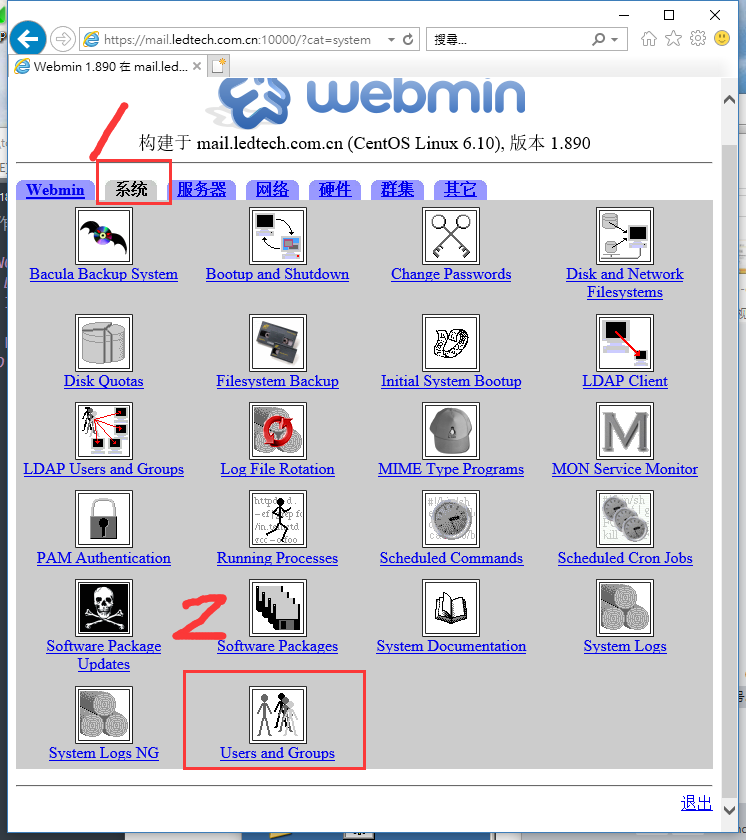 https://mail.ledtech.com.cn:10000/?cat=system
搜尋...
Webmin 1.890 在 mail.led...
webmin
构建于 mail.ledtech.com.cn (CentOS Linux 6.10), 版本 1.890
1
Webmin 系统 服务器 网络 硬件 群集 其它
Bacula Backup System
Bootup and Shutdown
Change Passwords
Disk and Network
Filesystems
Disk Quotas
Filesystem Backup
Initial System Bootup
LDAP Client
LDAP Users and Groups
Log File Rotation
MIME Type Programs
MON Service Monitor
PAM Authentication
Running Processes
Scheduled Commands
Scheduled Cron Jobs
Software Package
Updates
2
Software Packages
System Documentation
System Logs
System Logs NG
Users and Groups
退出